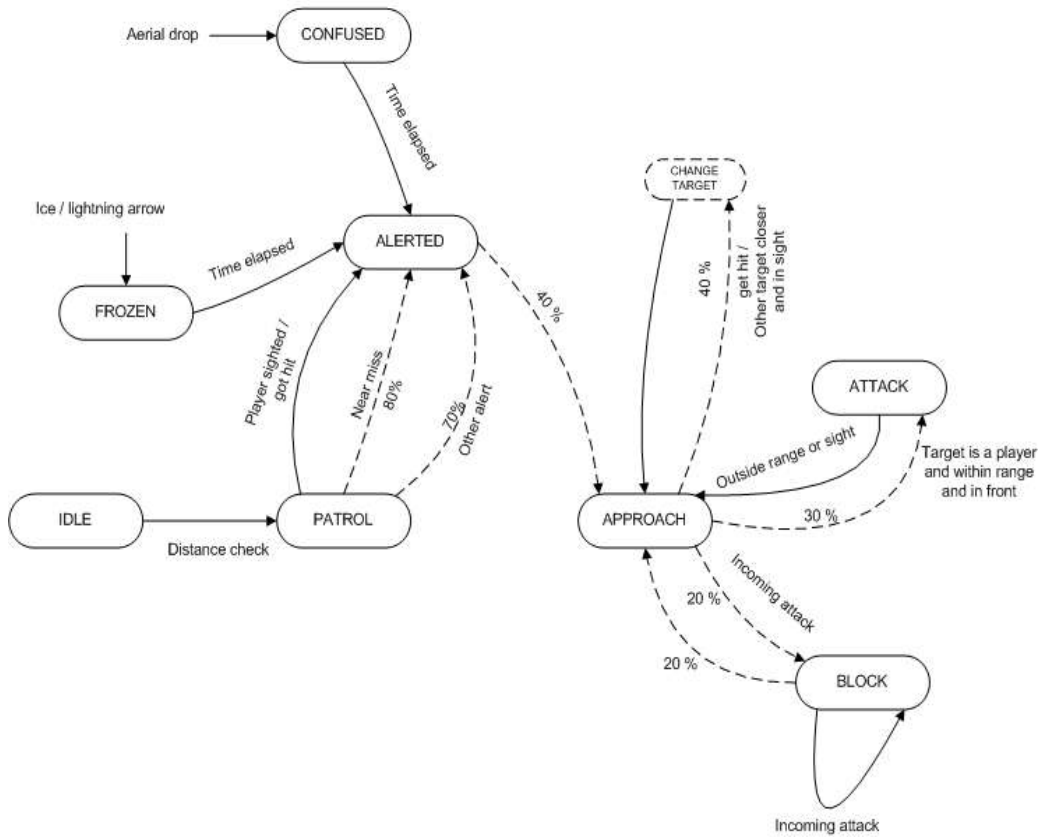 Aerial drop
CONFUSED
Time elapsed
CHANGE
TARGET
Ice / lightning arrow
ALERTED
Time elapsed
FROZEN
40 %
40 %
get hit /
Other target closer
and in sight
Player sighted /
got hit
Near miss
80%
70%
Other alert
ATTACK
Outside range or sight
Target is a player
and within range
and in front
IDLE
PATROL
APPROACH
30 %
Distance check
Incoming attack
20 %
20 %
BLOCK
Incoming attack